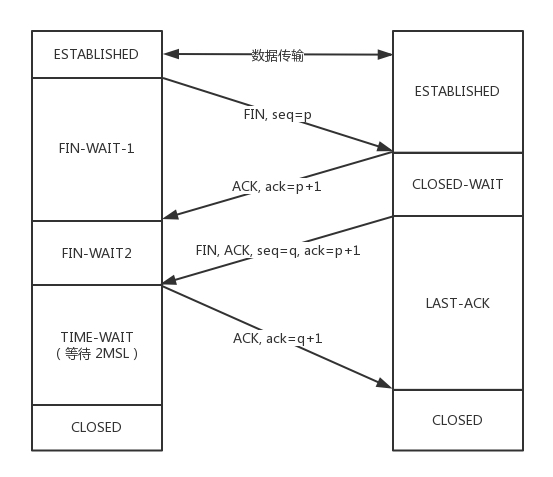 ESTABLISHED
数据传输
ESTABLISHED
FIN, seq=p
FIN-WAIT-1
ACK, ack=p+1
CLOSED-WAIT
FIN-WAIT2
FIN, ACK, seq=q, ack=p+1
LAST-ACK
TIME-WAIT
（等待 2MSL）
ACK, ack=q+1
CLOSED
CLOSED